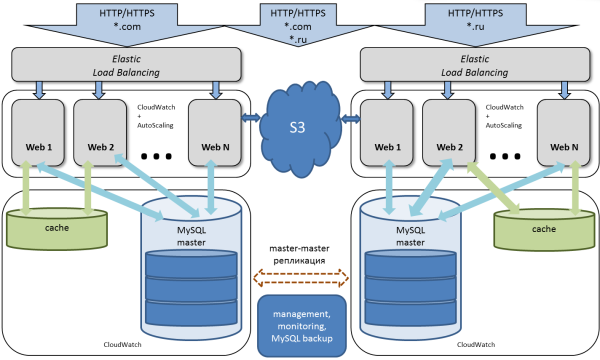 HTTP/HTTPS
*.com
HTTP/HTTPS
*.com
*.ru
HTTP/HTTPS
*.ru
Elastic
Load Balancing
Elastic
Load Balancing
Web 1
Web 2
CloudWatch
+
AutoScaling
Web N
S3
Web 1
Web 2
CloudWatch
+
AutoScaling
Web N
cache
MySQL
master
master-master
репликация
MySQL
master
cache
management,
monitoring,
MySQL backup
CloudWatch
CloudWatch